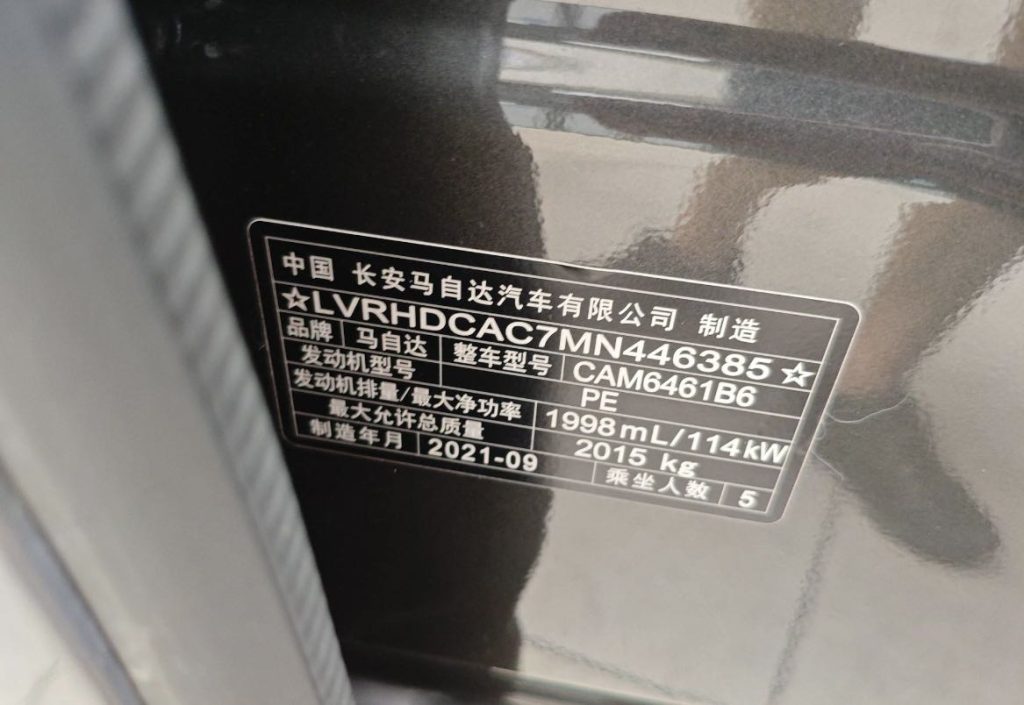 中国 长安马自达汽车有限公司 制造
☆LVRHDCAC7MN446385☆
品牌 马自达 整车型号 CAM6461B6
发动机型号 PE
发动机排量/最大净功率 1998mL/114kW
最大允许总质量 2015 kg
制造年月 2021-09 乘坐人数 5